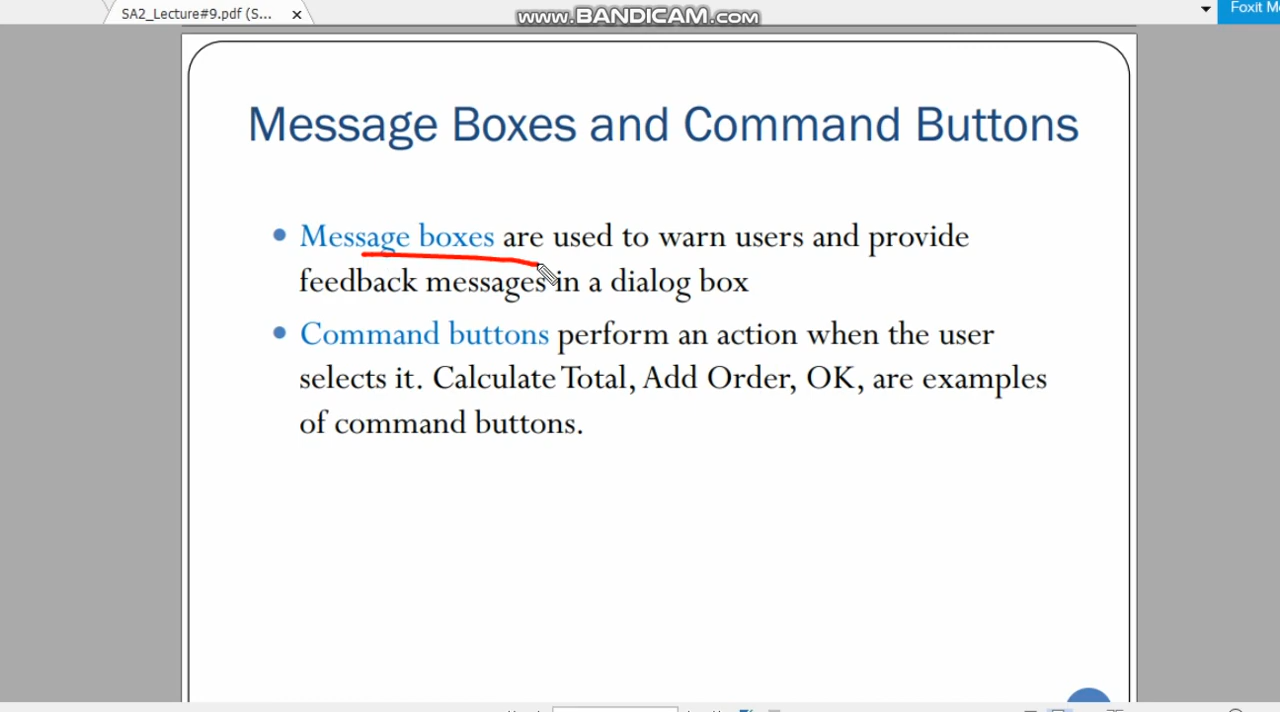 SA2_Lecture#9.pdf (S...
www.BANDICAM.com
Message Boxes and Command Buttons
Message boxes are used to warn users and provide
feedback messages in a dialog box
Command buttons perform an action when the user
selects it. Calculate Total, Add Order, OK, are examples
of command buttons.